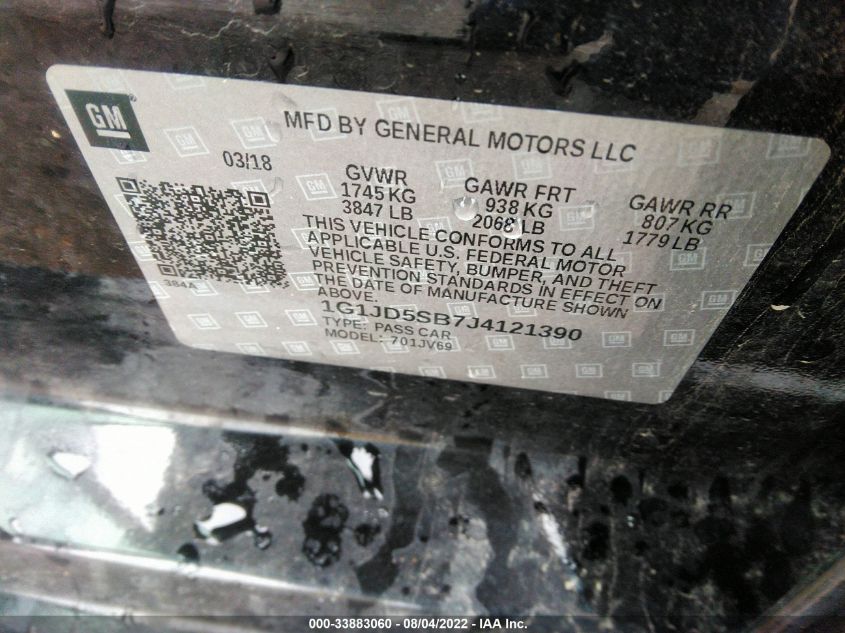 GM
MFD BY GENERAL MOTORS LLC
03/18
GVWR
1745 KG
3847 LB
GAWR FRT
938 KG
2068 LB
GAWR RR
807 KG
1779 LB
THIS VEHICLE CONFORMS TO ALL
APPLICABLE U.S. FEDERAL MOTOR
VEHICLE SAFETY, BUMPER, AND THEFT
PREVENTION STANDARDS IN EFFECT ON
THE DATE OF MANUFACTURE SHOWN
ABOVE.
384A
1G1JD5SB7J4121390
TYPE: PASS CAR
MODEL: 701JV69
000-33883060 - 08/04/2022 - IAA Inc.